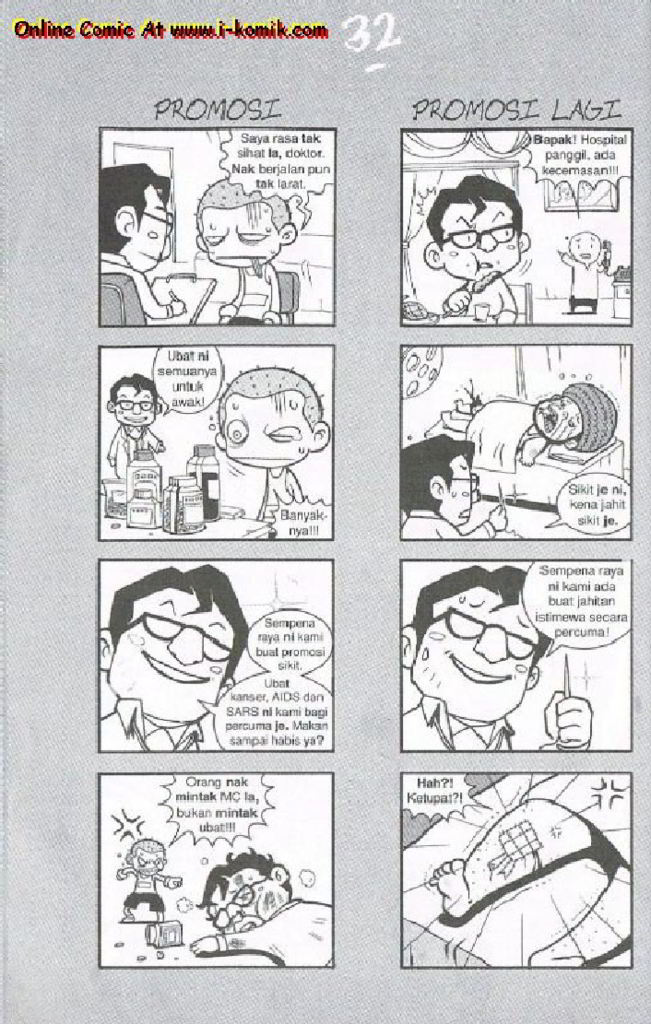 Online Comic At www.i-komik.com
32
PROMOSI
Saya rasa tak
sihat la, doktor.
Nak berjalan pun
tak larat.
Ubat ni
semuanya
untuk
awak!
Banyak-
nya!!!
Sempena
raya ni kami
buat promosi
sikit.
Ubat
kanser, AIDS dan
SARS ni kami bagi
percuma je. Makan
sampai habis ya?
Orang nak
mintak MC la,
bukan mintak
ubat!!!
PROMOSI LAGI
Bapak! Hospital
panggil, ada
kecemasan!!!
Sikit je ni,
kena jahit
sikit je.
Sempena raya
ni kami ada
buat jahitan
istimewa secara
percuma!
Hah?!
Ketupat?!